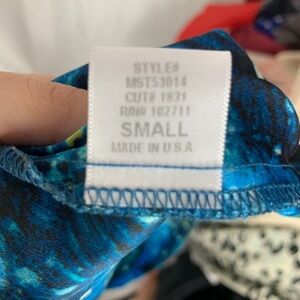 STYLE#
MST53014
CUT# 1031
RN# 102711
SMALL
MADE IN U.S.A